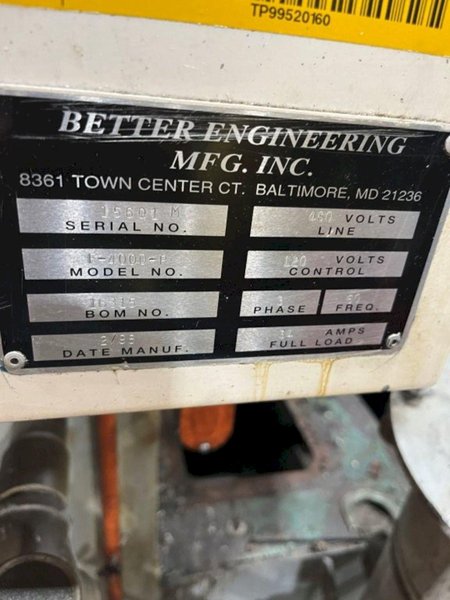 TP99520160
BETTER ENGINEERING
MFG. INC.
8361 TOWN CENTER CT. BALTIMORE, MD 21236
SERIAL NO.
480 VOLTS
LINE
MODEL NO.
120 VOLTS
CONTROL
BOM NO.
PHASE
FREQ.
DATE MANUF.
AMPS
FULL LOAD